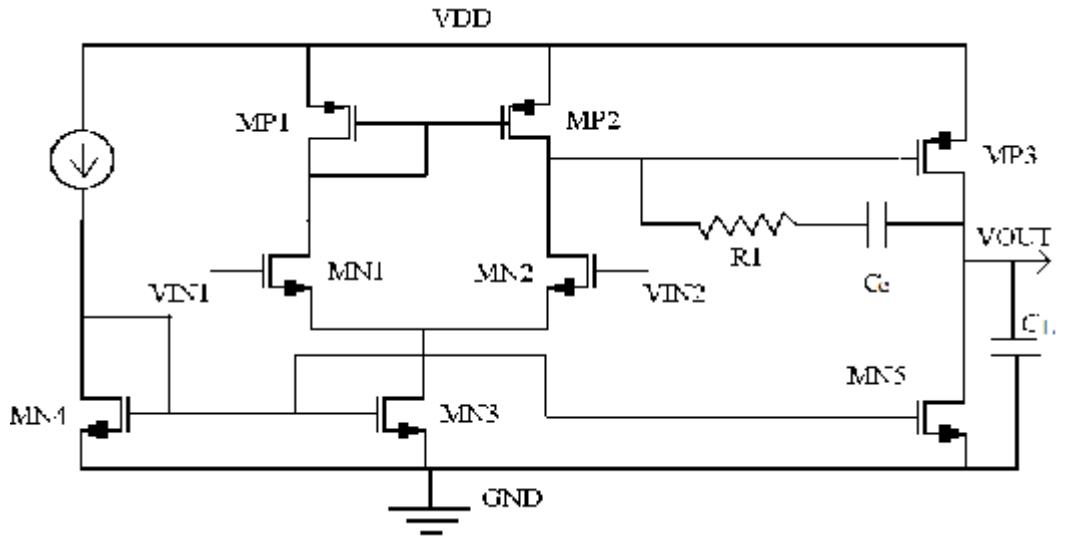 VDD
MP1
MP2
MP3
R1
Cc
VOUT
VIN1
MN1
MN2
VIN2
CL
MN4
MN3
MN5
GND